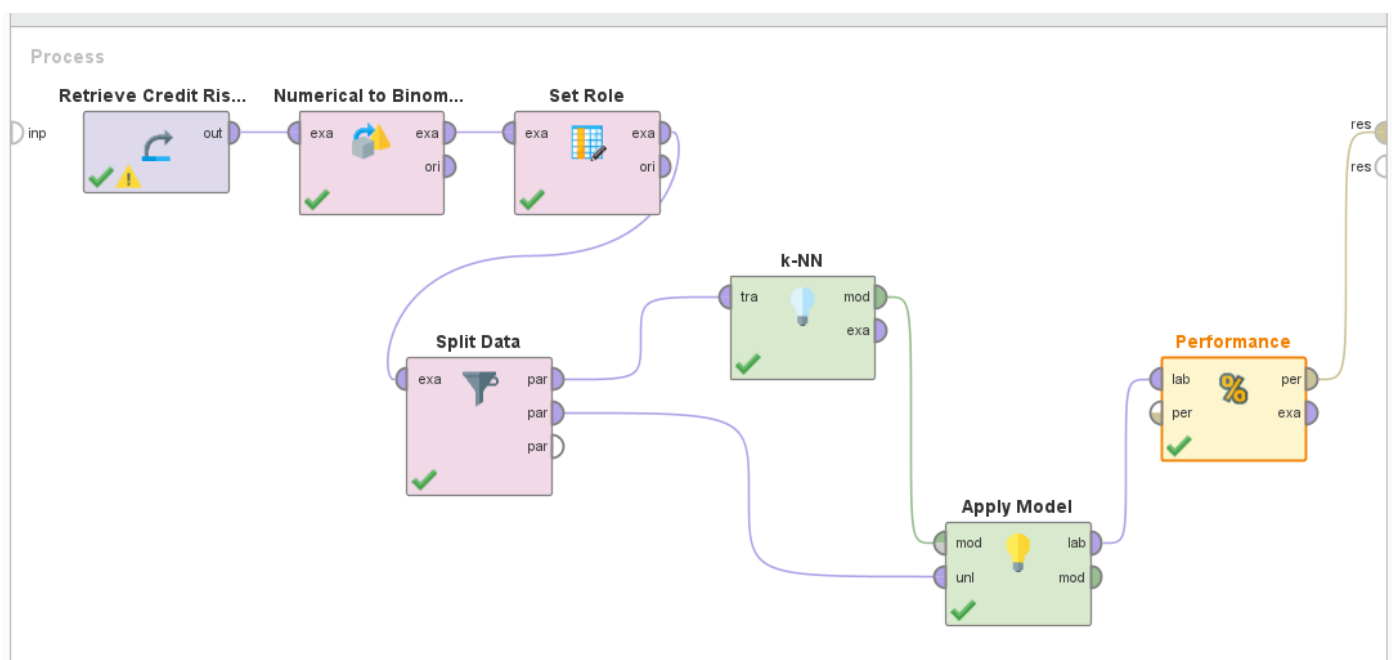 Process
Retrieve Credit Ris...
Numerical to Binom...
Set Role
inp
out
exa
exa
ori
exa
exa
ori
res
res
k-NN
tra
mod
exa
Split Data
exa
par
par
par
Performance
lab
per
per
exa
%
Apply Model
mod
lab
unl
mod